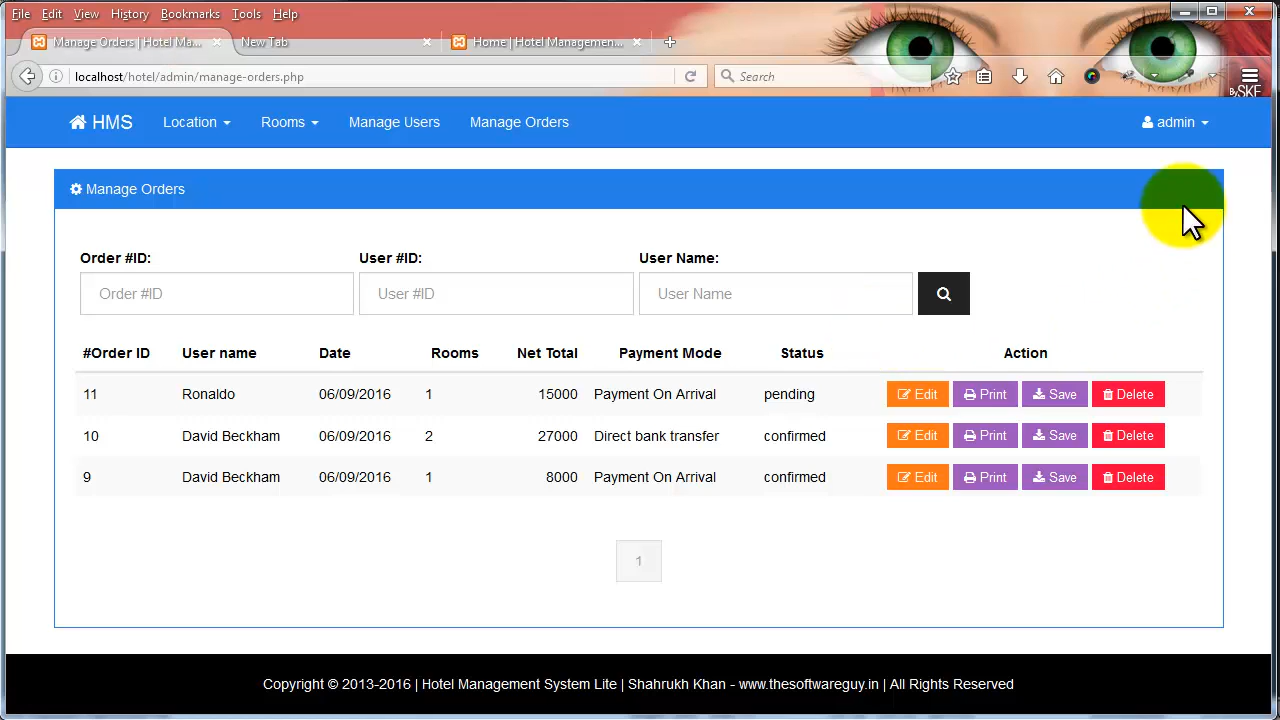 File Edit View History Bookmarks Tools Help
Manage Orders | Hotel Ma... New Tab Home | Hotel Managemen...
localhost/hotel/admin/manage-orders.php Search
By SKE
HMS Location Rooms Manage Users Manage Orders admin
Manage Orders
Order #ID: User #ID: User Name:
Order #ID User #ID User Name
#Order ID User name Date Rooms Net Total Payment Mode Status Action
11 Ronaldo 06/09/2016 1 15000 Payment On Arrival pending Edit Print Save Delete
10 David Beckham 06/09/2016 2 27000 Direct bank transfer confirmed Edit Print Save Delete
9 David Beckham 06/09/2016 1 8000 Payment On Arrival confirmed Edit Print Save Delete
1
Copyright © 2013-2016 | Hotel Management System Lite | Shahrukh Khan - www.thesoftwareguy.in | All Rights Reserved